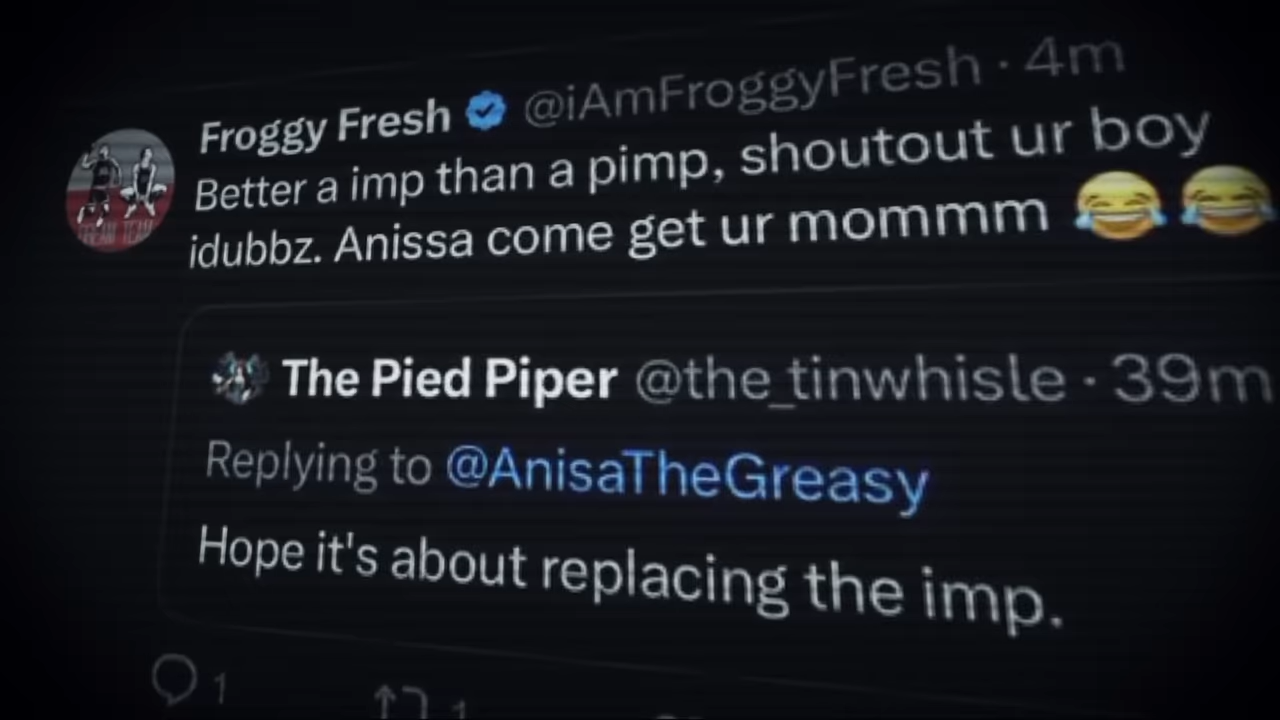 Froggy Fresh @iAmFroggyFresh · 4m
Better a imp than a pimp, shoutout ur boy
idubbz. Anissa come get ur mommm 😂😂
The Pied Piper @the_tinwhisle · 39m
Replying to @AnisaTheGreasy
Hope it's about replacing the imp.
1 1